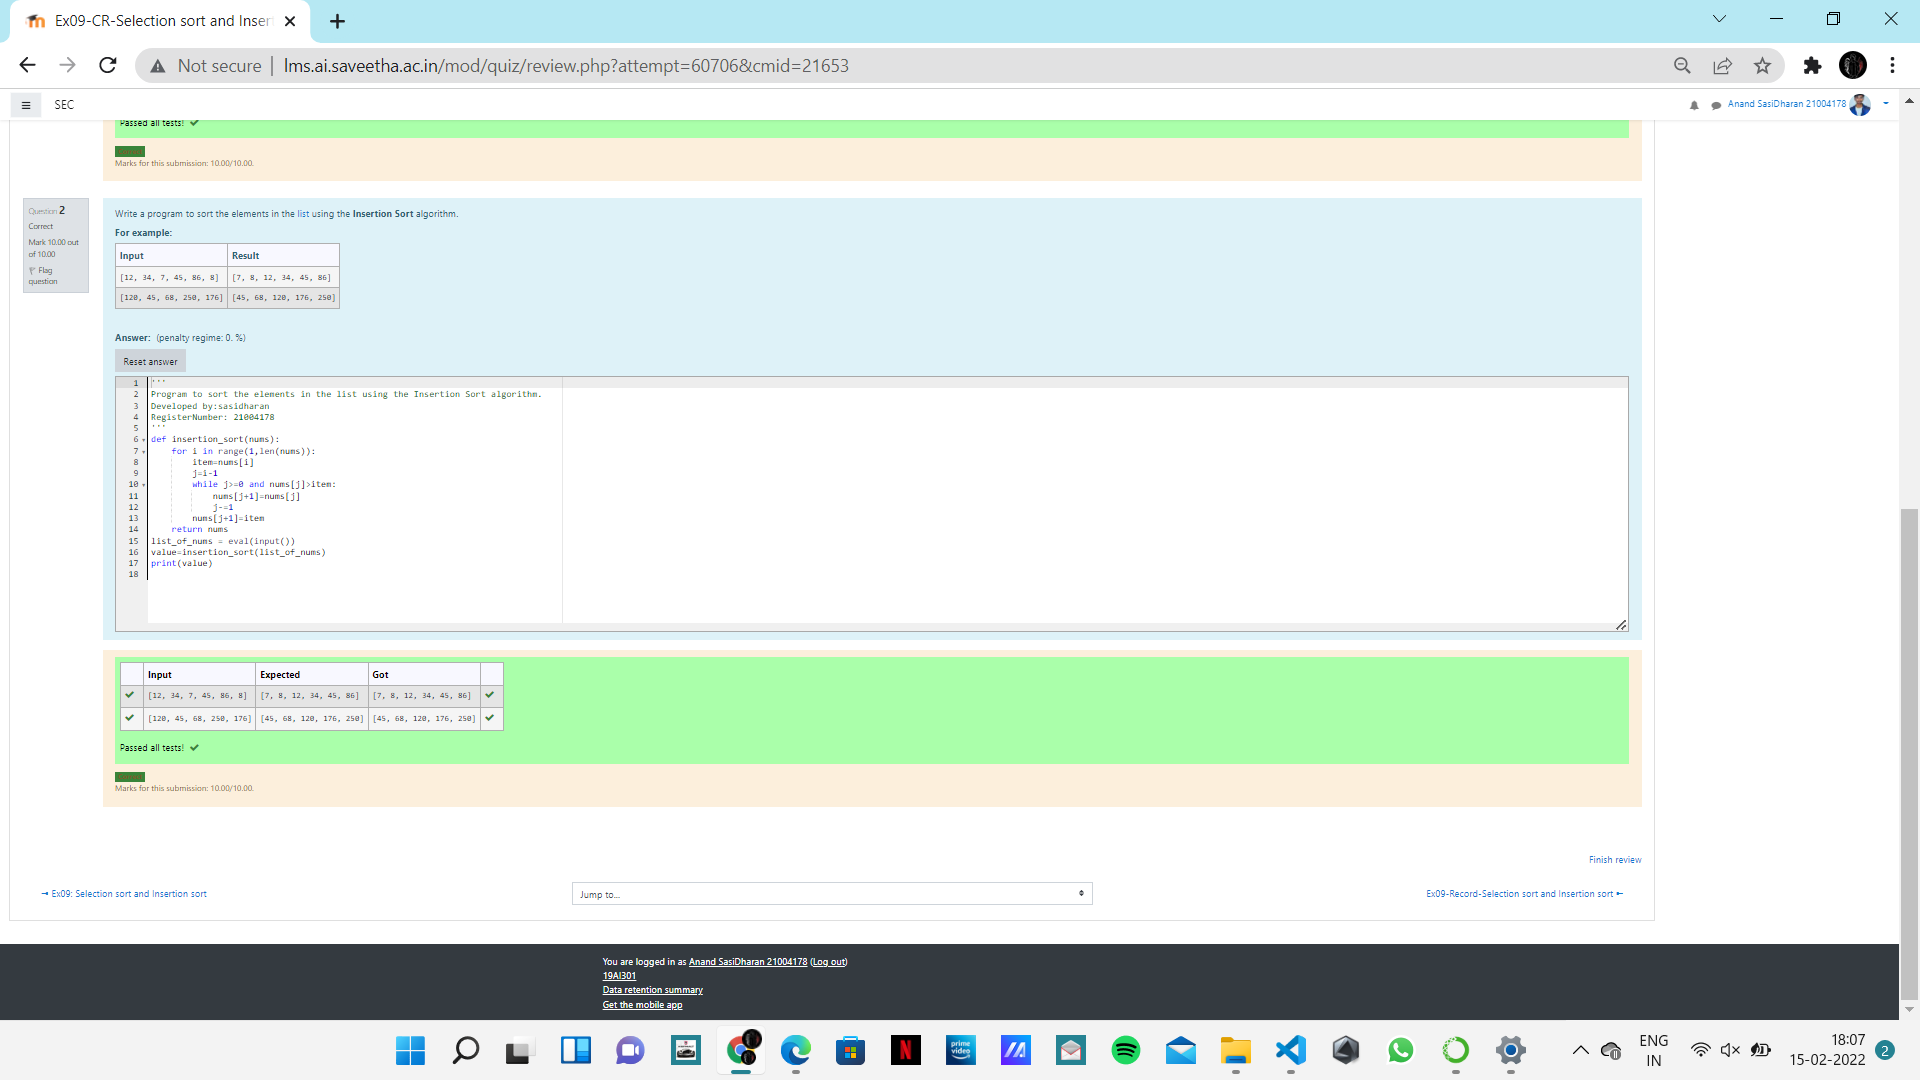 Ex09-CR-Selection sort and Inser
Not secure
lms.ai.saveetha.ac.in/mod/quiz/review.php?attempt=60706&cmid=21653
SEC
Anand SasiDharan 21004178
Passed all tests!
Marks for this submission: 10.00/10.00.
Question 2
Correct
Mark 10.00 out
of 10.00
Flag
question
Write a program to sort the elements in the list using the Insertion Sort algorithm.
For example:
Input Result
[12, 34, 7, 45, 86, 8] [7, 8, 12, 34, 45, 86]
[120, 45, 68, 250, 176] [45, 68, 120, 176, 250]
Answer: (penalty regime: 0. %)
Reset answer
1 '''
2 Program to sort the elements in the list using the Insertion Sort algorithm.
3 Developed by:sasidharan
4 RegisterNumber: 21004178
5 '''
6 def insertion_sort(nums):
7 for i in range(1,len(nums)):
8 item=nums[i]
9 j=i-1
10 while j>=0 and nums[j]>item:
11 nums[j+1]=nums[j]
12 j-=1
13 nums[j+1]=item
14 return nums
15 list_of_nums = eval(input())
16 value=insertion_sort(list_of_nums)
17 print(value)
18
Input Expected Got
[12, 34, 7, 45, 86, 8] [7, 8, 12, 34, 45, 86] [7, 8, 12, 34, 45, 86]
[120, 45, 68, 250, 176] [45, 68, 120, 176, 250] [45, 68, 120, 176, 250]
Passed all tests!
Marks for this submission: 10.00/10.00.
Finish review
Ex09: Selection sort and Insertion sort
Jump to...
Ex09-Record-Selection sort and Insertion sort
You are logged in as Anand SasiDharan 21004178 (Log out)
19AI301
Data retention summary
Get the mobile app
prime
video
ENG
IN
18:07
15-02-2022
2